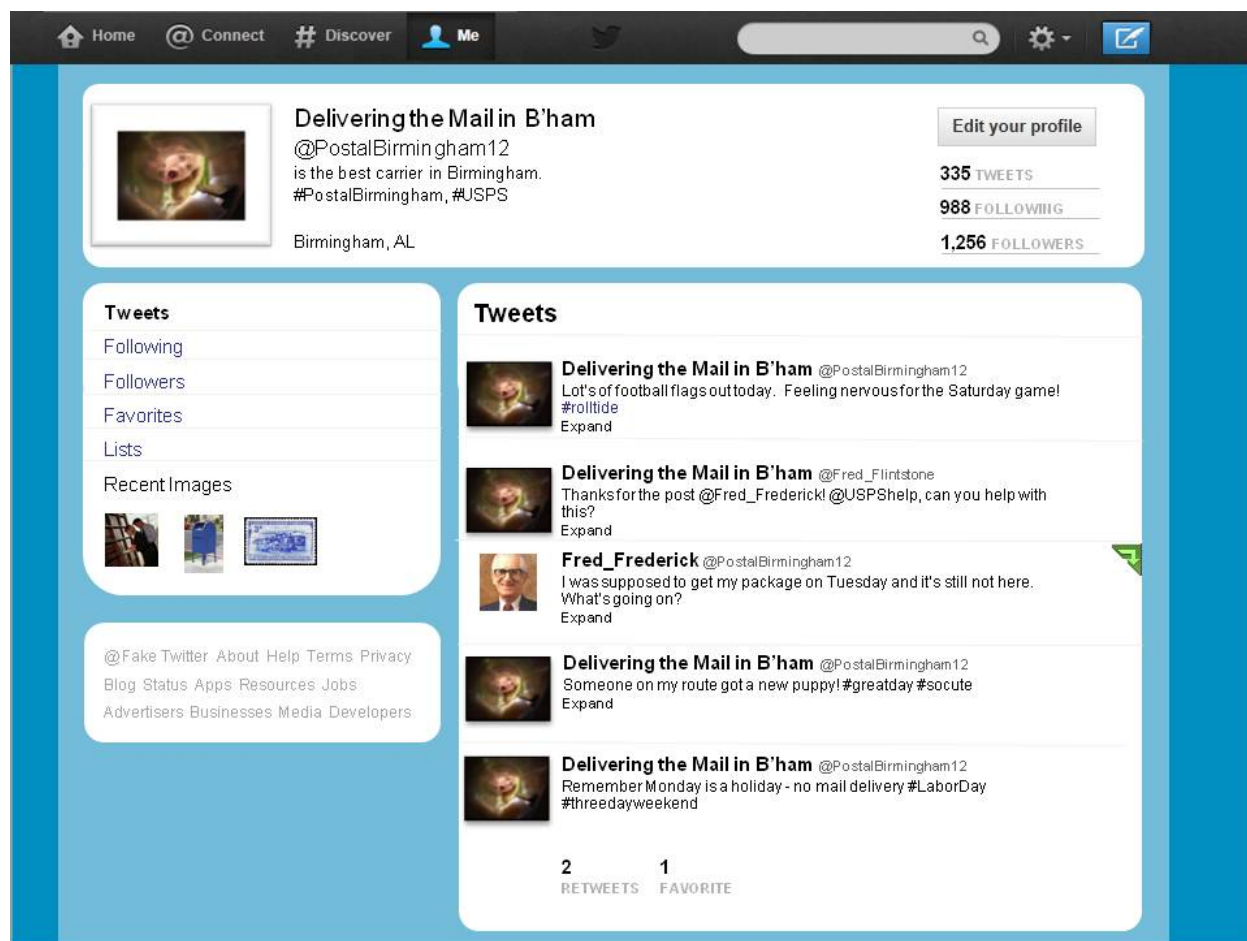 Home @ Connect # Discover Me
Delivering the Mail in B'ham
@PostalBirmingham12
is the best carrier in Birmingham.
#PostalBirmingham, #USPS
Birmingham, AL
Edit your profile
335 TWEETS
988 FOLLOWING
1,256 FOLLOWERS
Tweets
Following
Followers
Favorites
Lists
Recent Images
@Fake Twitter About Help Terms Privacy
Blog Status Apps Resources Jobs
Advertisers Businesses Media Developers
Tweets
Delivering the Mail in B'ham @PostalBirmingham12
Lot's of football flags out today. Feeling nervous for the Saturday game!
#rolltide
Expand
Delivering the Mail in B'ham @Fred_Flintstone
Thanks for the post @Fred_Frederick! @USPShelp, can you help with
this?
Expand
Fred_Frederick @PostalBirmingham12
I was supposed to get my package on Tuesday and it's still not here.
What's going on?
Expand
Delivering the Mail in B'ham @PostalBirmingham12
Someone on my route got a new puppy! #greatday #socute
Expand
Delivering the Mail in B'ham @PostalBirmingham12
Remember Monday is a holiday - no mail delivery #LaborDay
#threedayweekend
2 1
RETWEETS FAVORITE